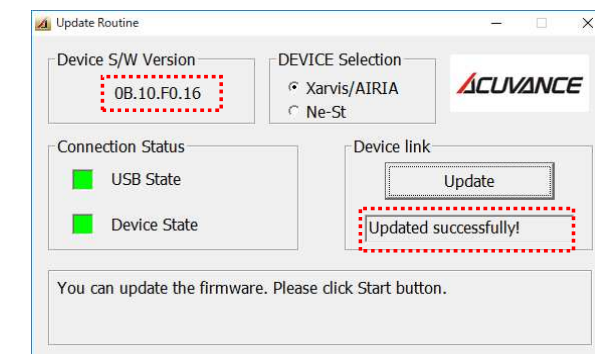 Update Routine
Device S/W Version
0B.10.F0.16
DEVICE Selection
Xarvis/AIRIA
Ne-St
ACUVANCE
Connection Status
USB State
Device State
Device link
Update
Updated successfully!
You can update the firmware. Please click Start button.